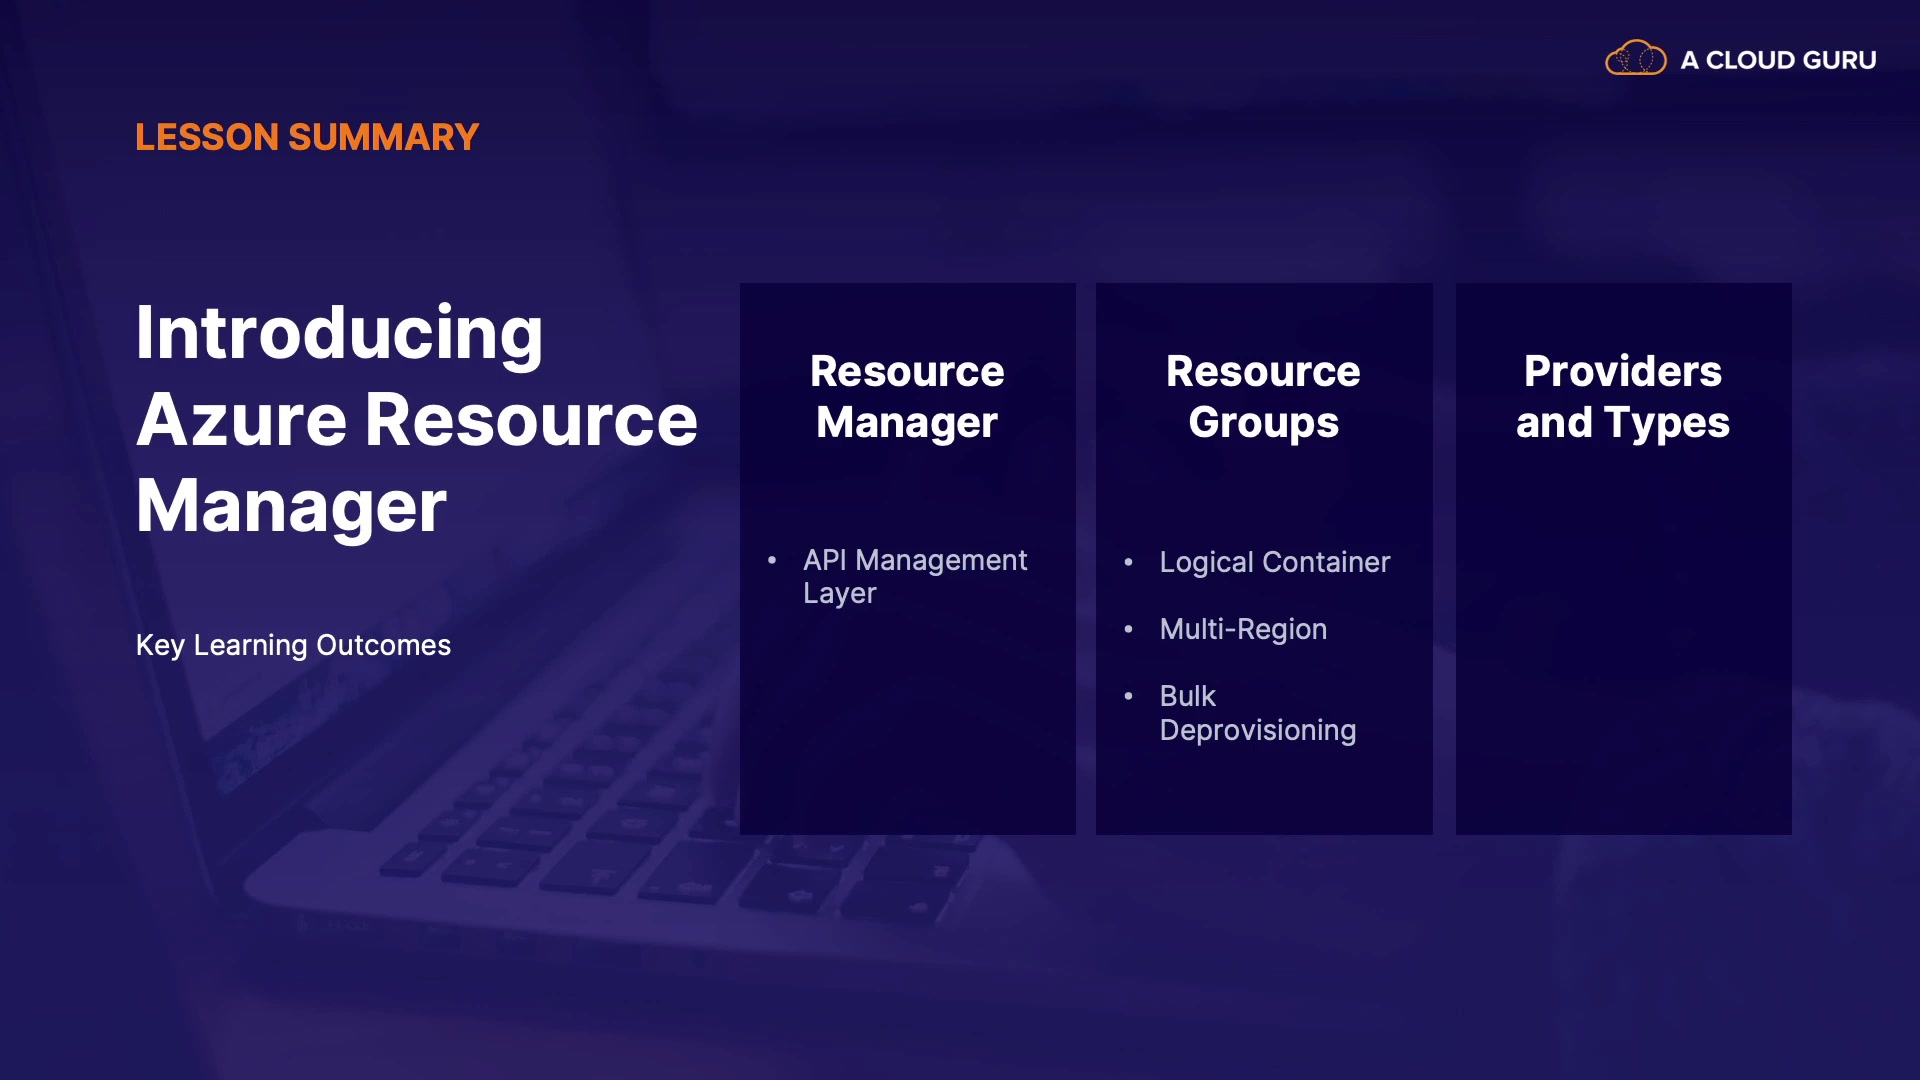 A CLOUD GURU
LESSON SUMMARY
Introducing
Azure Resource
Manager
Key Learning Outcomes
Resource
Manager
• API Management
Layer
Resource
Groups
• Logical Container
• Multi-Region
• Bulk
Deprovisioning
Providers
and Types